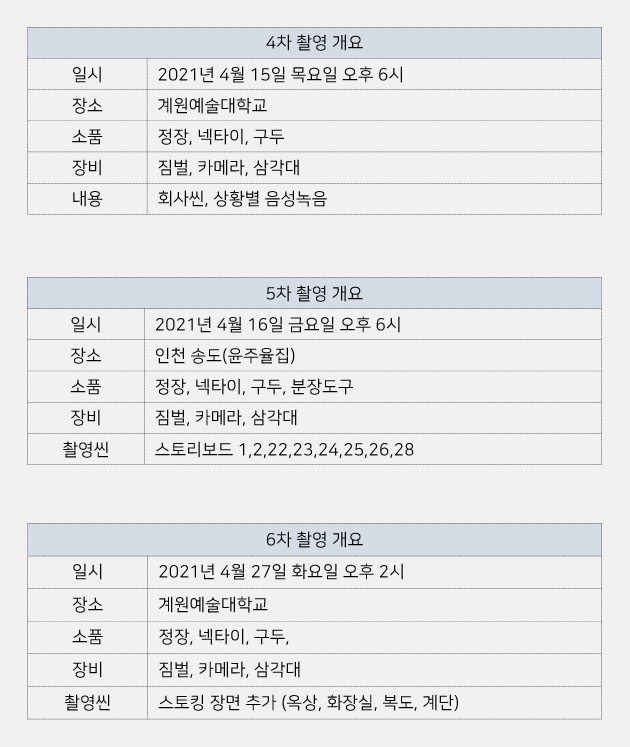 4차 촬영 개요
일시 2021년 4월 15일 목요일 오후 6시
장소 계원예술대학교
소품 정장, 넥타이, 구두
장비 짐벌, 카메라, 삼각대
내용 회사씬, 상황별 음성녹음
5차 촬영 개요
일시 2021년 4월 16일 금요일 오후 6시
장소 인천 송도(윤주율집)
소품 정장, 넥타이, 구두, 분장도구
장비 짐벌, 카메라, 삼각대
촬영씬 스토리보드 1,2,22,23,24,25,26,28
6차 촬영 개요
일시 2021년 4월 27일 화요일 오후 2시
장소 계원예술대학교
소품 정장, 넥타이, 구두,
장비 짐벌, 카메라, 삼각대
촬영씬 스토킹 장면 추가 (옥상, 화장실, 복도, 계단)